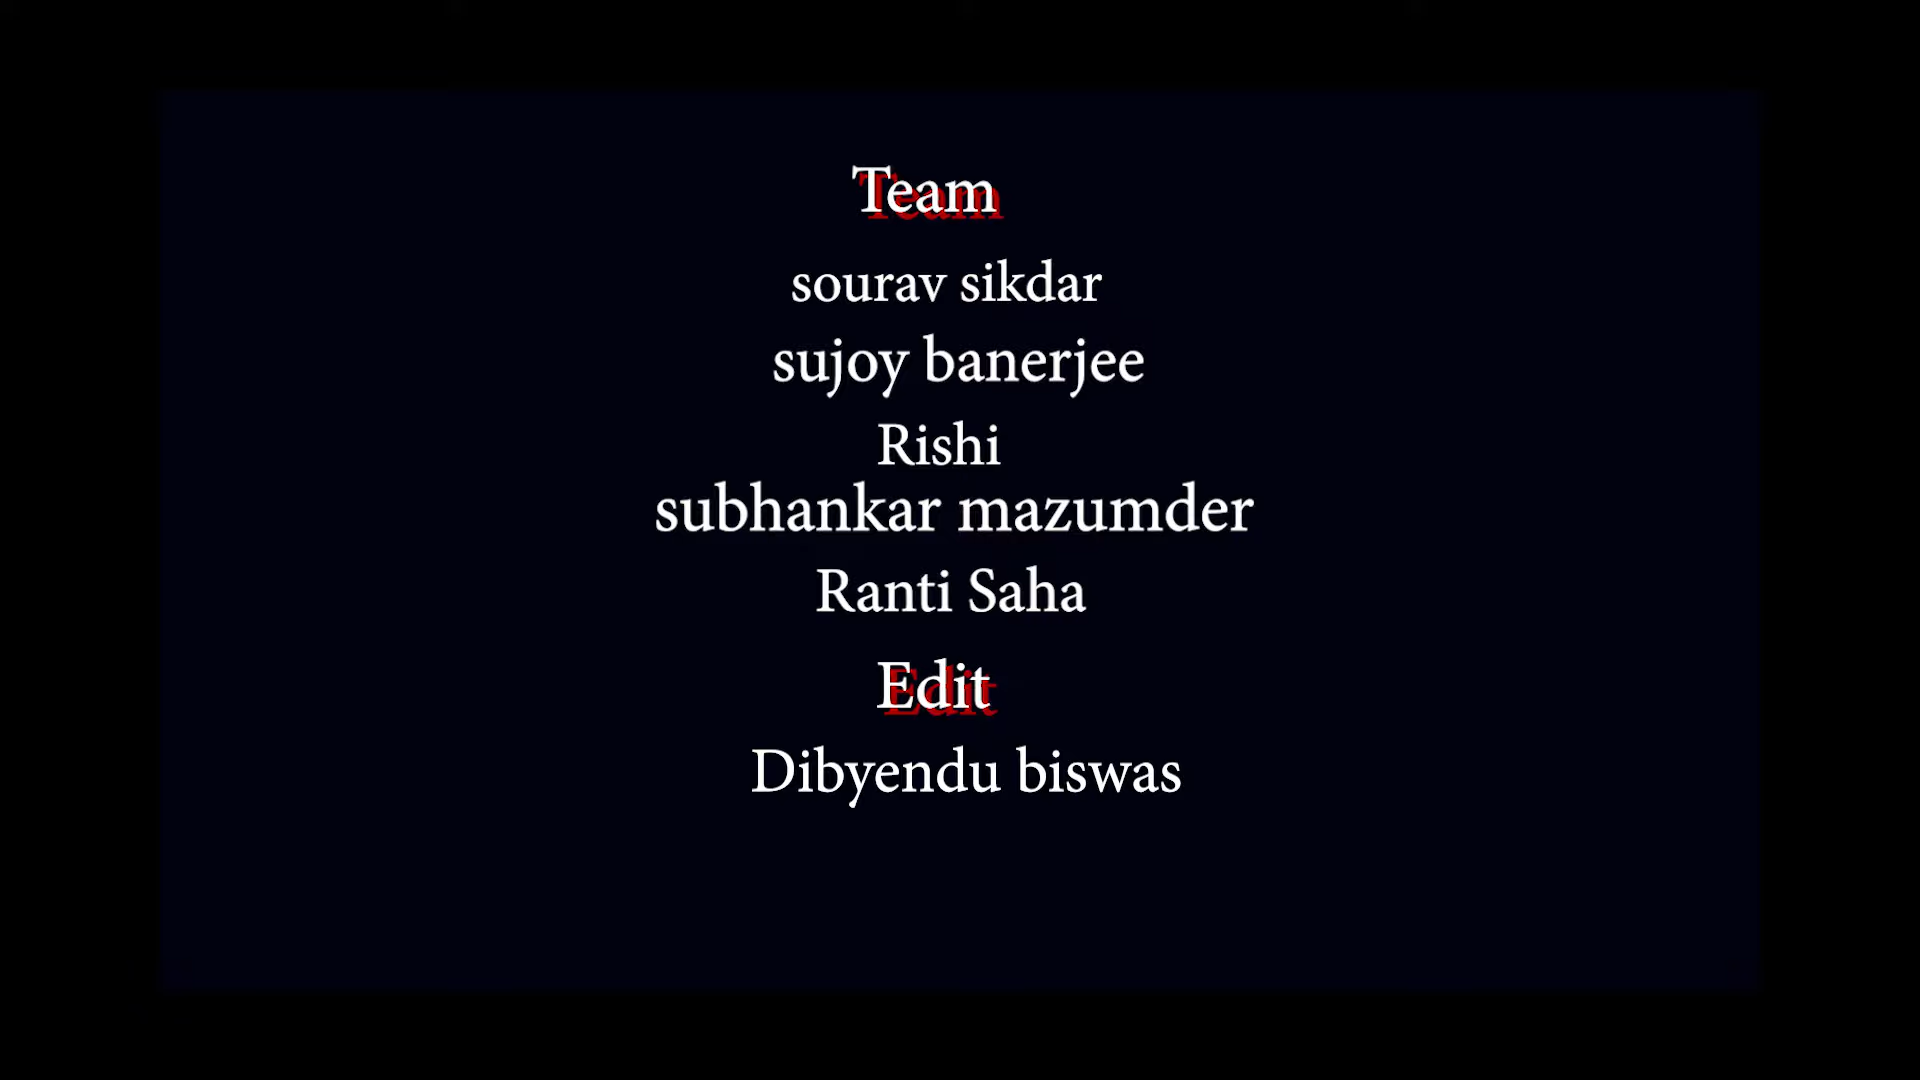 Team
sourav sikdar
sujoy banerjee
Rishi
subhankar mazumder
Ranti Saha
Edit
Dibyendu biswas